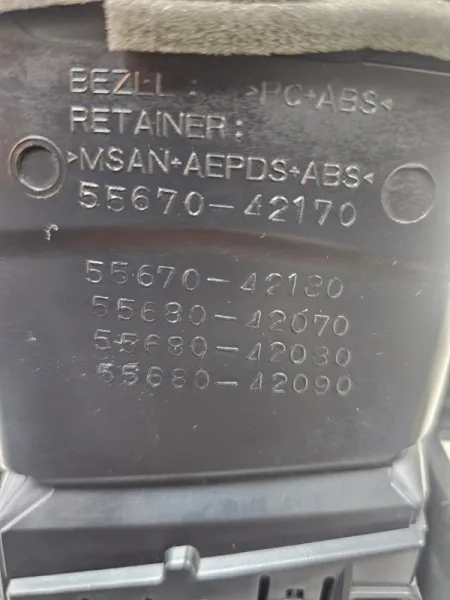 BEZEL: >PC+ABS<
RETAINER:
>MSAN+AEPDS+ABS<
55670-42170
55670-42180
55680-42070
55680-42080
55680-42090